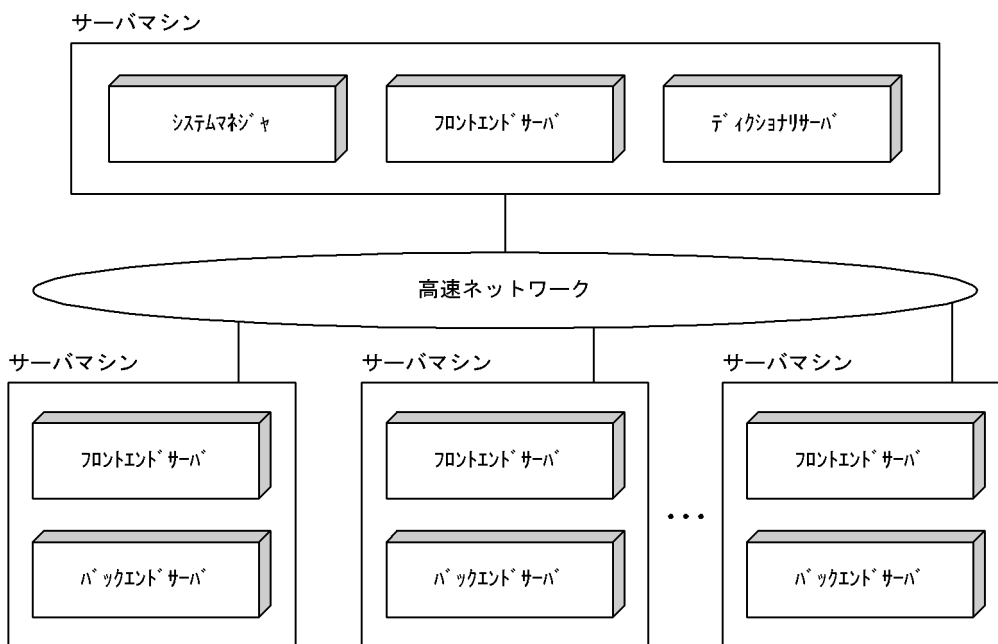 サーバマシン
ｼｽﾃﾑﾏﾈｼﾞｬ
ﾌﾛﾝﾄｴﾝﾄﾞｻｰﾊﾞ
ﾃﾞｨｸｼｮﾅﾘｻｰﾊﾞ
高速ネットワーク
サーバマシン
サーバマシン
サーバマシン
ﾌﾛﾝﾄｴﾝﾄﾞｻｰﾊﾞ
ﾌﾛﾝﾄｴﾝﾄﾞｻｰﾊﾞ
ﾌﾛﾝﾄｴﾝﾄﾞｻｰﾊﾞ
…
ﾊﾞｯｸｴﾝﾄﾞｻｰﾊﾞ
ﾊﾞｯｸｴﾝﾄﾞｻｰﾊﾞ
ﾊﾞｯｸｴﾝﾄﾞｻｰﾊﾞ